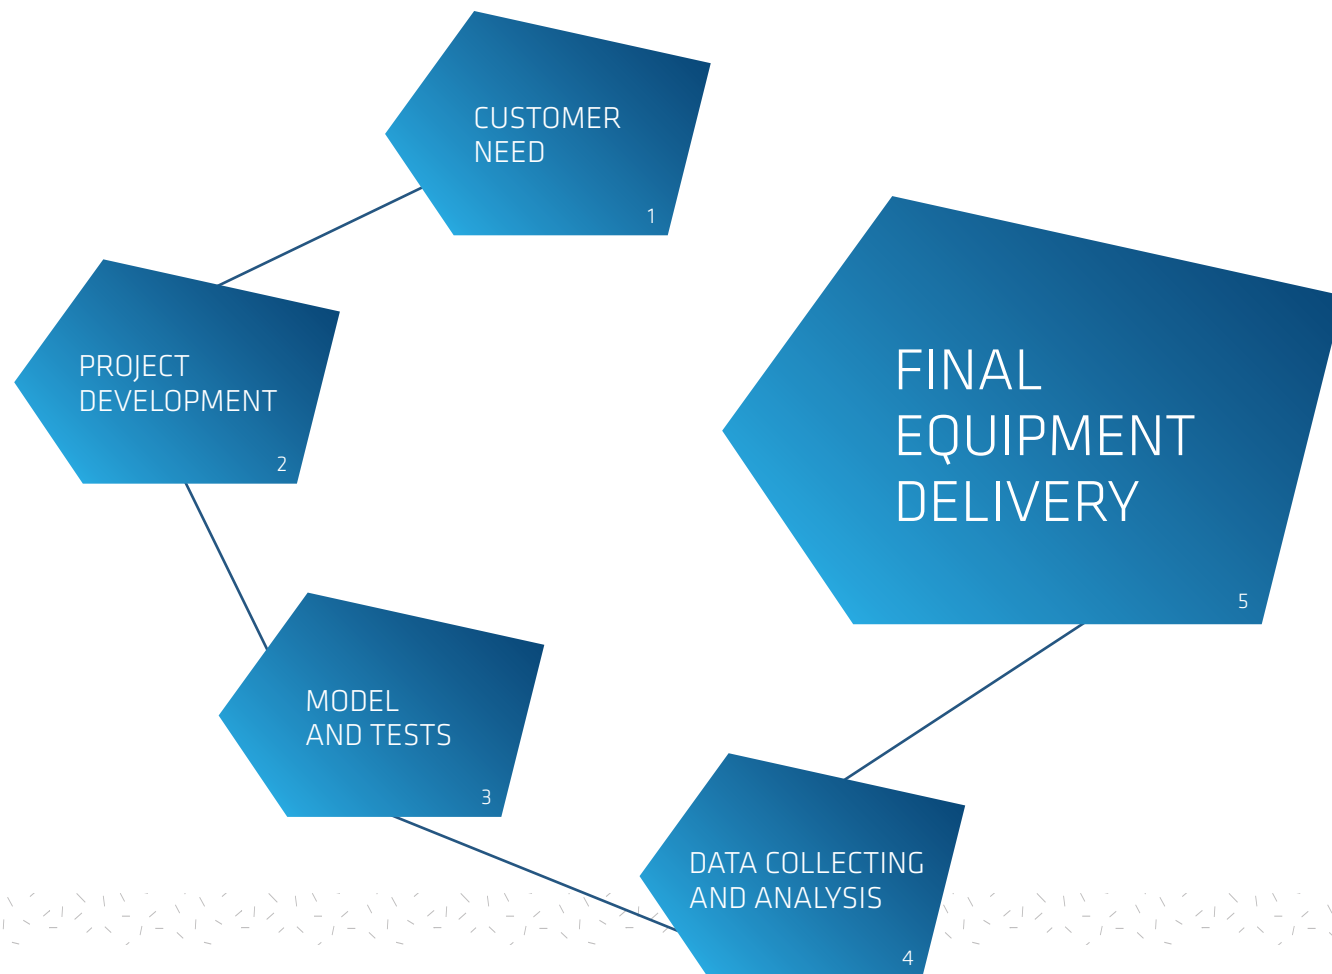 CUSTOMER
NEED
1
PROJECT
DEVELOPMENT
2
MODEL
AND TESTS
3
DATA COLLECTING
AND ANALYSIS
4
FINAL
EQUIPMENT
DELIVERY
5